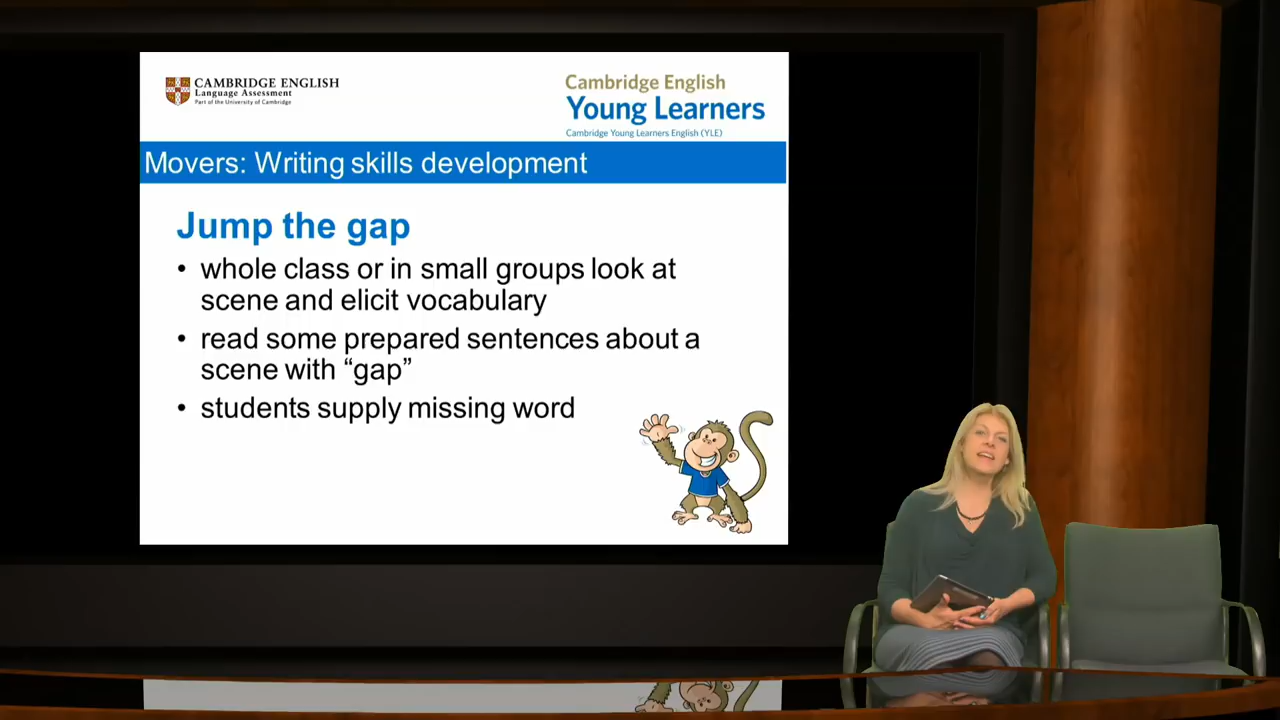 CAMBRIDGE ENGLISH
Language Assessment
Part of the University of Cambridge
Cambridge English
Young Learners
Cambridge Young Learners English (YLE)
Movers: Writing skills development
Jump the gap
• whole class or in small groups look at
scene and elicit vocabulary
• read some prepared sentences about a
scene with “gap”
• students supply missing word